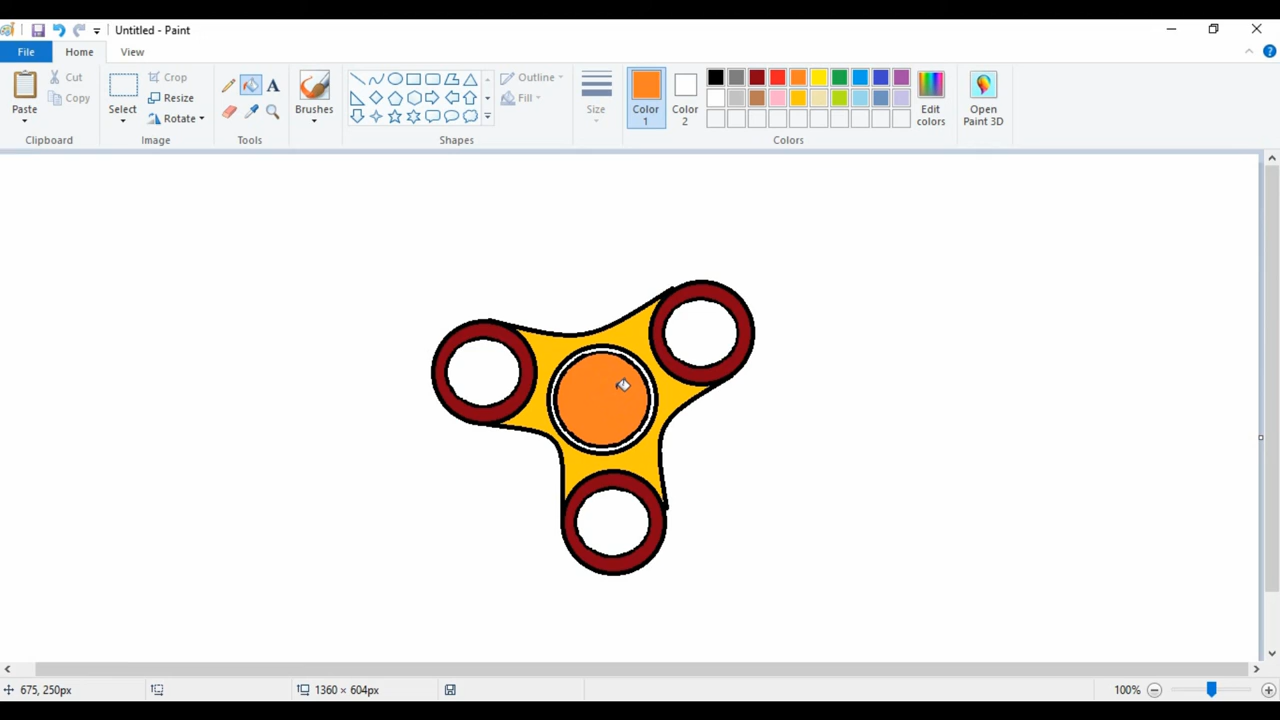 Untitled - Paint
File Home View
Paste
Cut
Copy
Clipboard
Select
Crop
Resize
Rotate
Image
A
Tools
Brushes
Outline
Fill
Shapes
Size
Color 1
Color 2
Edit colors
Colors
Open Paint 3D
675, 250px
1360 × 604px
100%